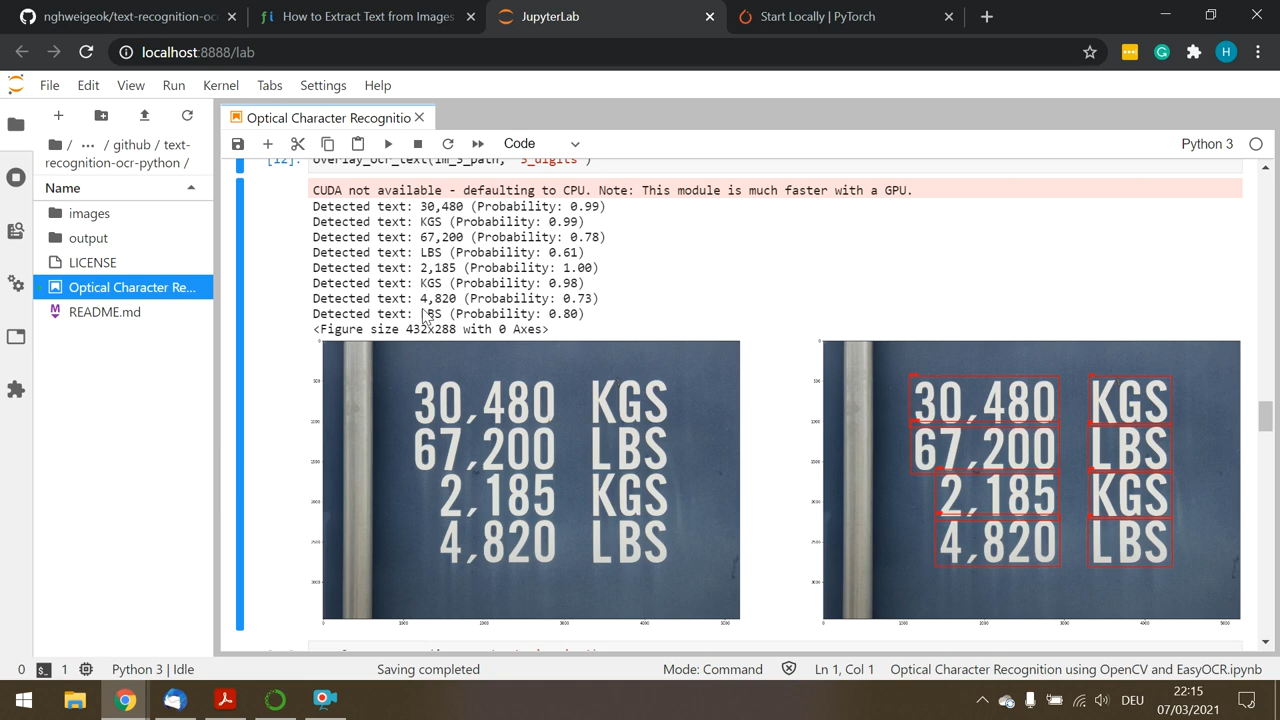 nghweigeok/text-recognition-oc
How to Extract Text from Images
JupyterLab
Start Locally | PyTorch
localhost:8888/lab
H
File Edit View Run Kernel Tabs Settings Help
Optical Character Recognitio
/ ... / github / text-recognition-ocr-python /
Code
Python 3
Name
images
output
LICENSE
Optical Character Re...
README.md
[12]: overlay_ocr_text(im_3_path, '3_digits')
CUDA not available - defaulting to CPU. Note: This module is much faster with a GPU.
Detected text: 30,480 (Probability: 0.99)
Detected text: KGS (Probability: 0.99)
Detected text: 67,200 (Probability: 0.78)
Detected text: LBS (Probability: 0.61)
Detected text: 2,185 (Probability: 1.00)
Detected text: KGS (Probability: 0.98)
Detected text: 4,820 (Probability: 0.73)
Detected text: LBS (Probability: 0.80)
<Figure size 432x288 with 0 Axes>
30,480 KGS
67,200 LBS
2,185 KGS
4,820 LBS
30,480 KGS
67,200 LBS
2,185 KGS
4,820 LBS
0 1 Python 3 | Idle Saving completed Mode: Command Ln 1, Col 1 Optical Character Recognition using OpenCV and EasyOCR.ipynb
DEU
22:15
07/03/2021